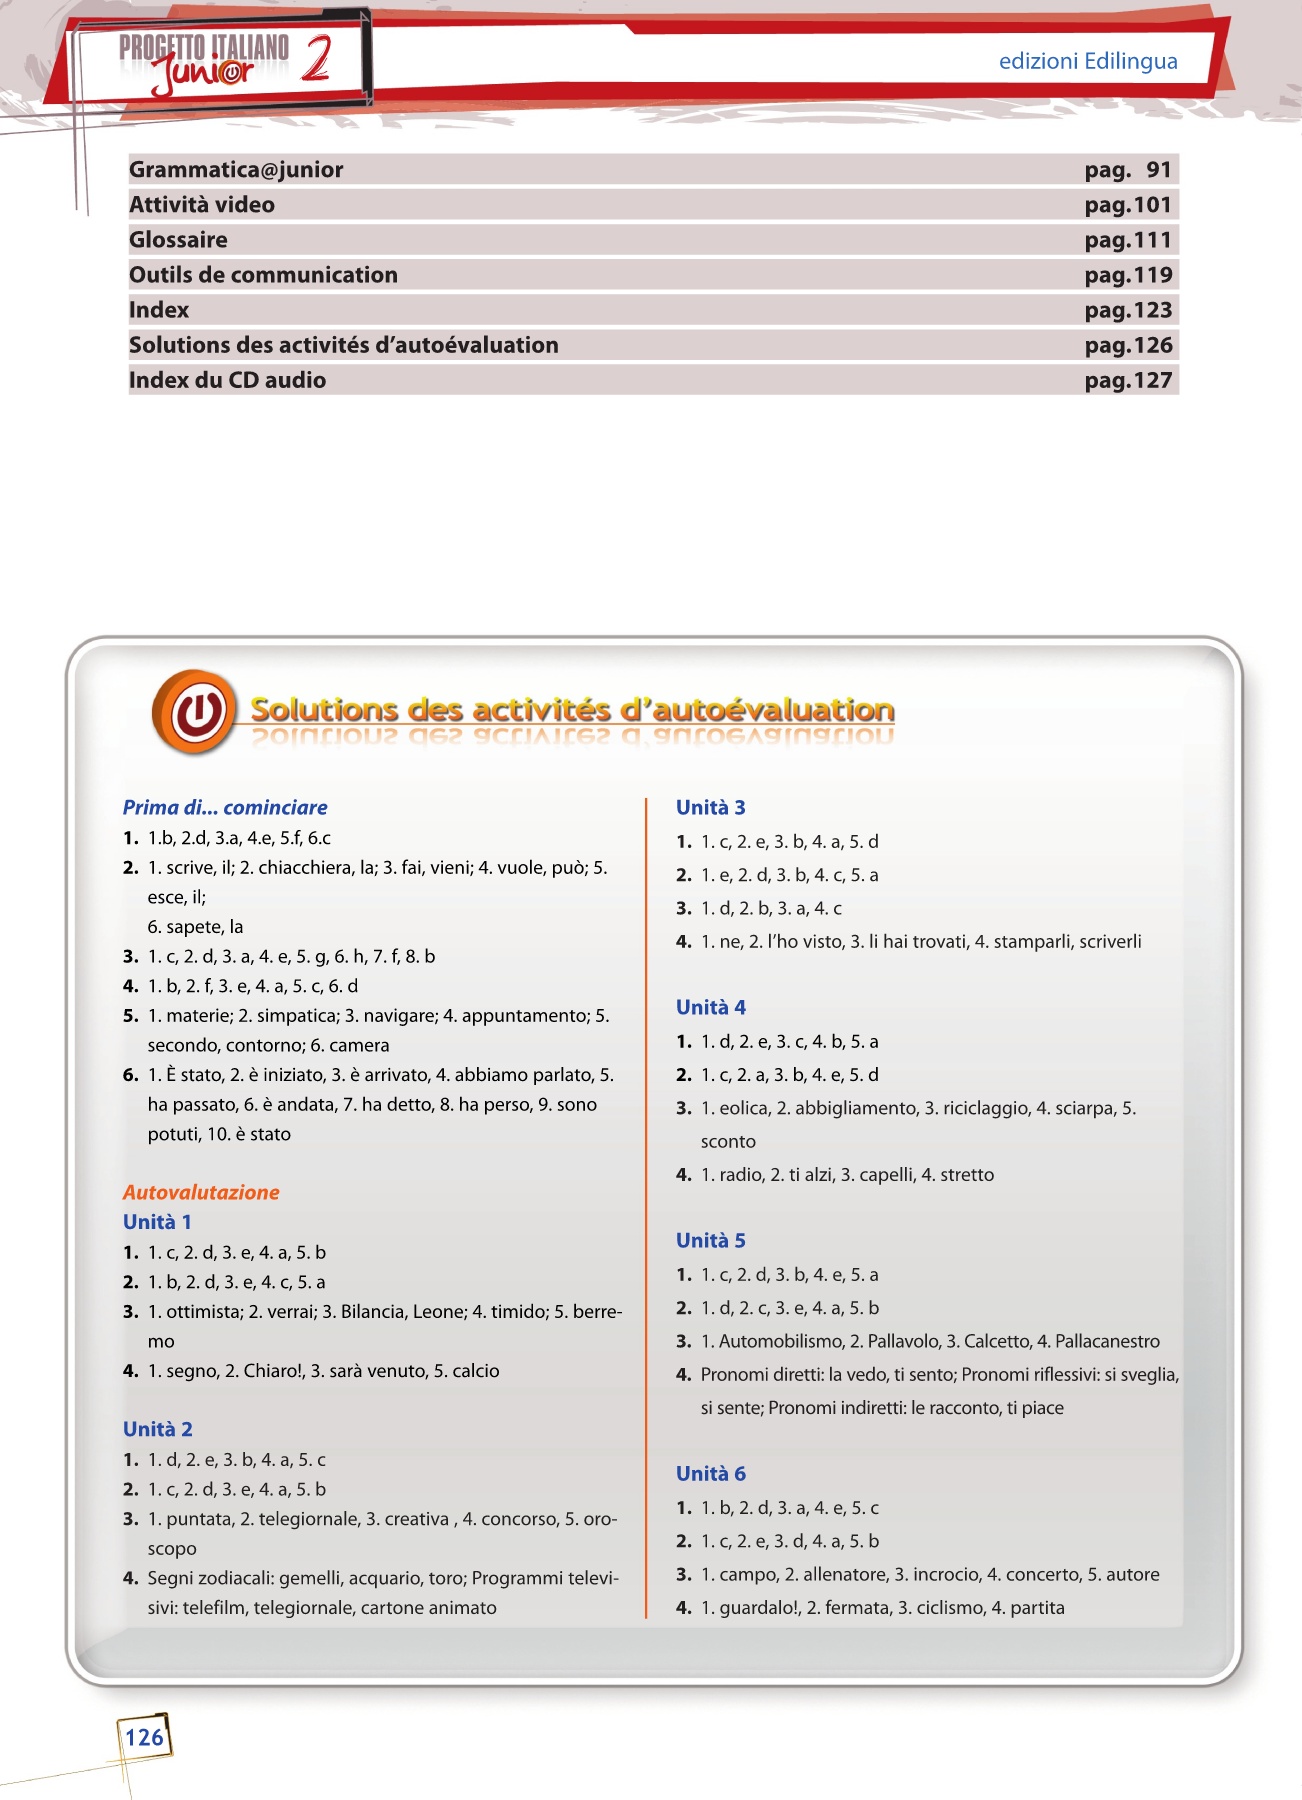 PROGETTO ITALIANO
Junior 2
edizioni Edilingua
Grammatica@junior pag. 91
Attività video pag.101
Glossaire pag.111
Outils de communication pag.119
Index pag.123
Solutions des activités d'autoévaluation pag.126
Index du CD audio pag.127
Solutions des activités d'autoévaluation
Prima di... cominciare
1. 1.b, 2.d, 3.a, 4.e, 5.f, 6.c
2. 1. scrive, il; 2. chiacchiera, la; 3. fai, vieni; 4. vuole, può; 5.
esce, il;
6. sapete, la
3. 1. c, 2. d, 3. a, 4. e, 5. g, 6. h, 7. f, 8. b
4. 1. b, 2. f, 3. e, 4. a, 5. c, 6. d
5. 1. materie; 2. simpatica; 3. navigare; 4. appuntamento; 5.
secondo, contorno; 6. camera
6. 1. È stato, 2. è iniziato, 3. è arrivato, 4. abbiamo parlato, 5.
ha passato, 6. è andata, 7. ha detto, 8. ha perso, 9. sono
potuti, 10. è stato
Autovalutazione
Unità 1
1. 1. c, 2. d, 3. e, 4. a, 5. b
2. 1. b, 2. d, 3. e, 4. c, 5. a
3. 1. ottimista; 2. verrai; 3. Bilancia, Leone; 4. timido; 5. berre-
mo
4. 1. segno, 2. Chiaro!, 3. sarà venuto, 5. calcio
Unità 2
1. 1. d, 2. e, 3. b, 4. a, 5. c
2. 1. c, 2. d, 3. e, 4. a, 5. b
3. 1. puntata, 2. telegiornale, 3. creativa , 4. concorso, 5. oro-
scopo
4. Segni zodiacali: gemelli, acquario, toro; Programmi televi-
sivi: telefilm, telegiornale, cartone animato
Unità 3
1. 1. c, 2. e, 3. b, 4. a, 5. d
2. 1. e, 2. d, 3. b, 4. c, 5. a
3. 1. d, 2. b, 3. a, 4. c
4. 1. ne, 2. l'ho visto, 3. li hai trovati, 4. stamparli, scriverli
Unità 4
1. 1. d, 2. e, 3. c, 4. b, 5. a
2. 1. c, 2. a, 3. b, 4. e, 5. d
3. 1. eolica, 2. abbigliamento, 3. riciclaggio, 4. sciarpa, 5.
sconto
4. 1. radio, 2. ti alzi, 3. capelli, 4. stretto
Unità 5
1. 1. c, 2. d, 3. b, 4. e, 5. a
2. 1. d, 2. c, 3. e, 4. a, 5. b
3. 1. Automobilismo, 2. Pallavolo, 3. Calcetto, 4. Pallacanestro
4. Pronomi diretti: la vedo, ti sento; Pronomi riflessivi: si sveglia,
si sente; Pronomi indiretti: le racconto, ti piace
Unità 6
1. 1. b, 2. d, 3. a, 4. e, 5. c
2. 1. c, 2. e, 3. d, 4. a, 5. b
3. 1. campo, 2. allenatore, 3. incrocio, 4. concerto, 5. autore
4. 1. guardalo!, 2. fermata, 3. ciclismo, 4. partita
126